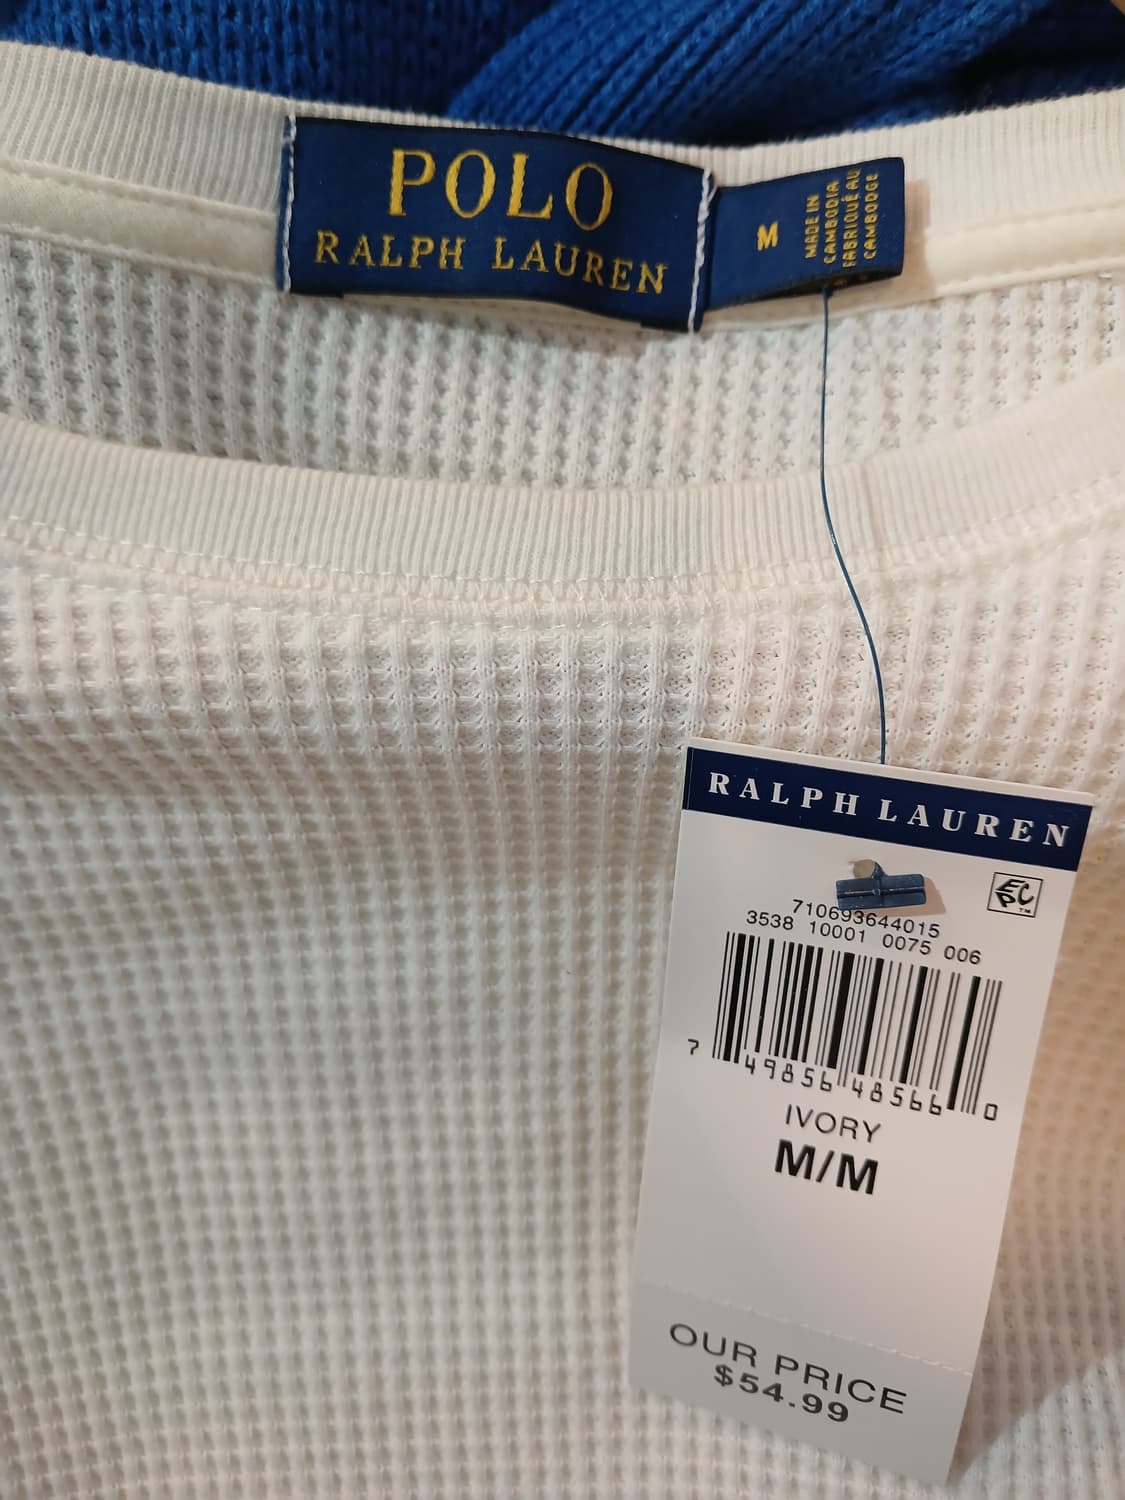 POLO
RALPH LAUREN
M
MADE IN
CAMBODIA
FABRIQUÉ AU
CAMBODGE
RALPH LAUREN
EPC™
710693644015
3538 10001 0075 006
7 49856 48566 0
IVORY
M/M
OUR PRICE
$54.99